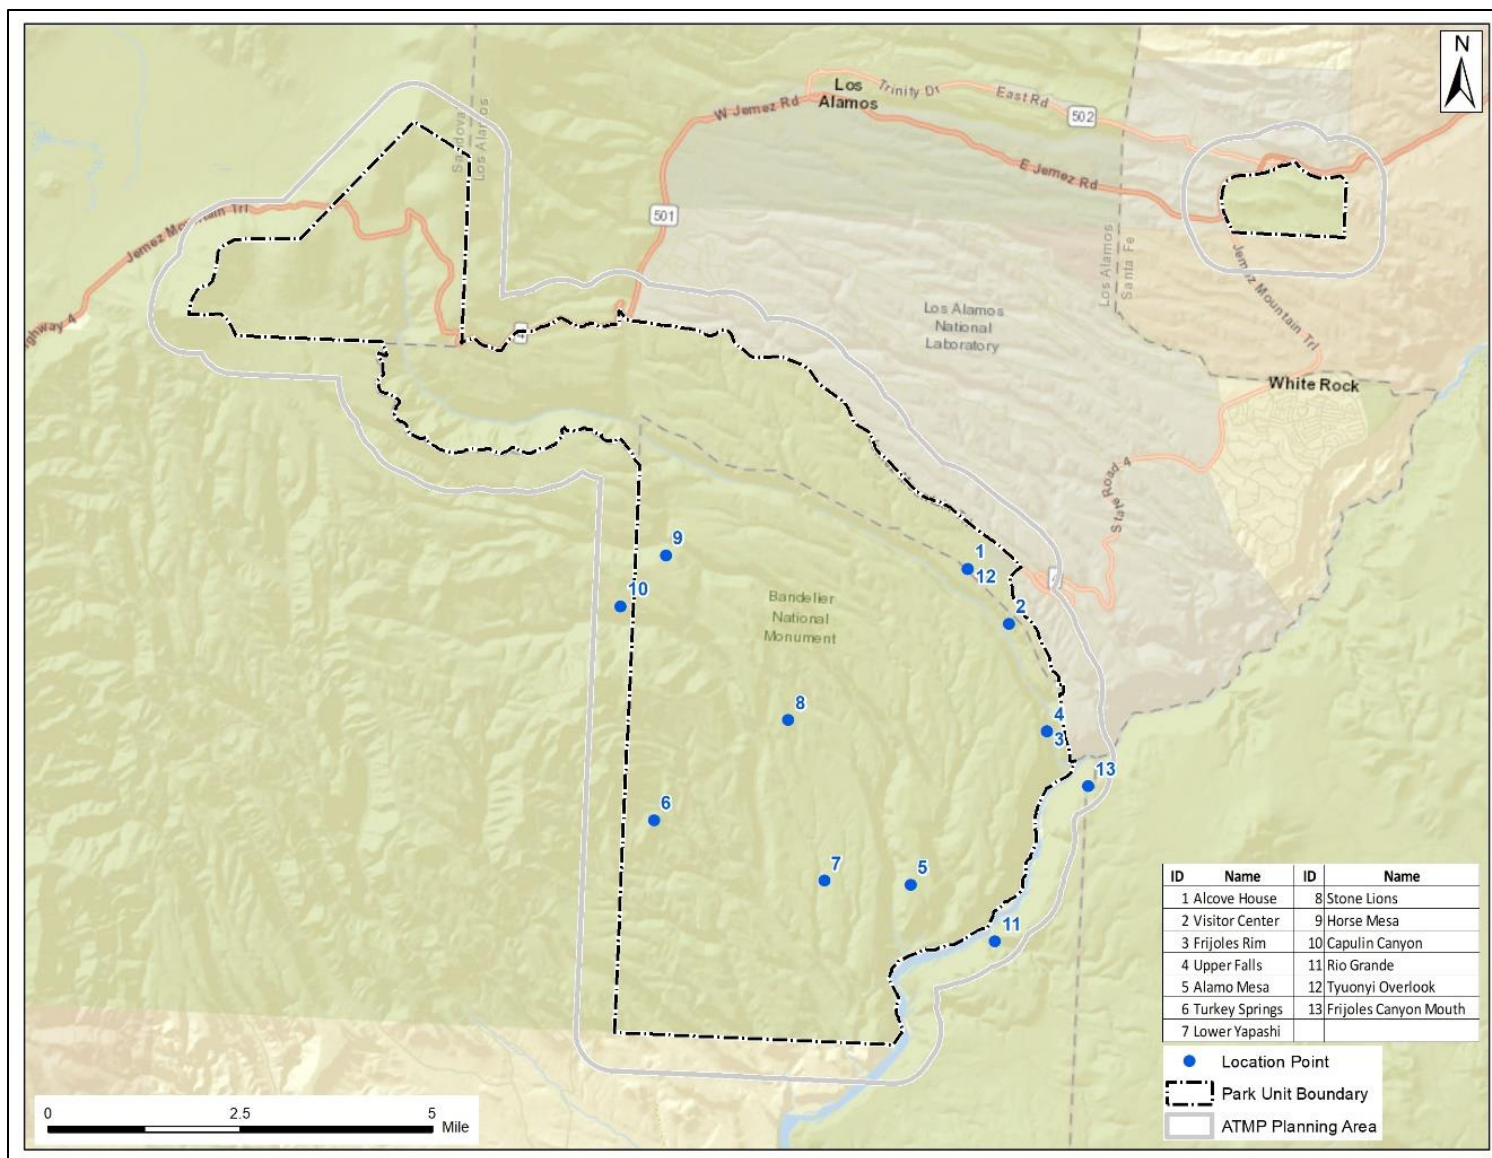 N
Los
Alamos
Trinity Dr
East Rd
W Jemez Rd
502
E Jemez Rd
Sandoval
Los Alamos
501
Jemez Mountain Trl
Los Alamos
Santa Fe
Jemez Mountain Trl
Los Alamos
National
Laboratory
ghway 4
4
White Rock
State Road 4
9
1
12
4
10
2
Bandelier
National
Monument
8
4
3
13
6
7
5
11
ID Name ID Name
1 Alcove House 8 Stone Lions
2 Visitor Center 9 Horse Mesa
3 Frijoles Rim 10 Capulin Canyon
4 Upper Falls 11 Rio Grande
5 Alamo Mesa 12 Tyuonyi Overlook
6 Turkey Springs 13 Frijoles Canyon Mouth
7 Lower Yapashi
Location Point
Park Unit Boundary
ATMP Planning Area
0 2.5 5
Mile